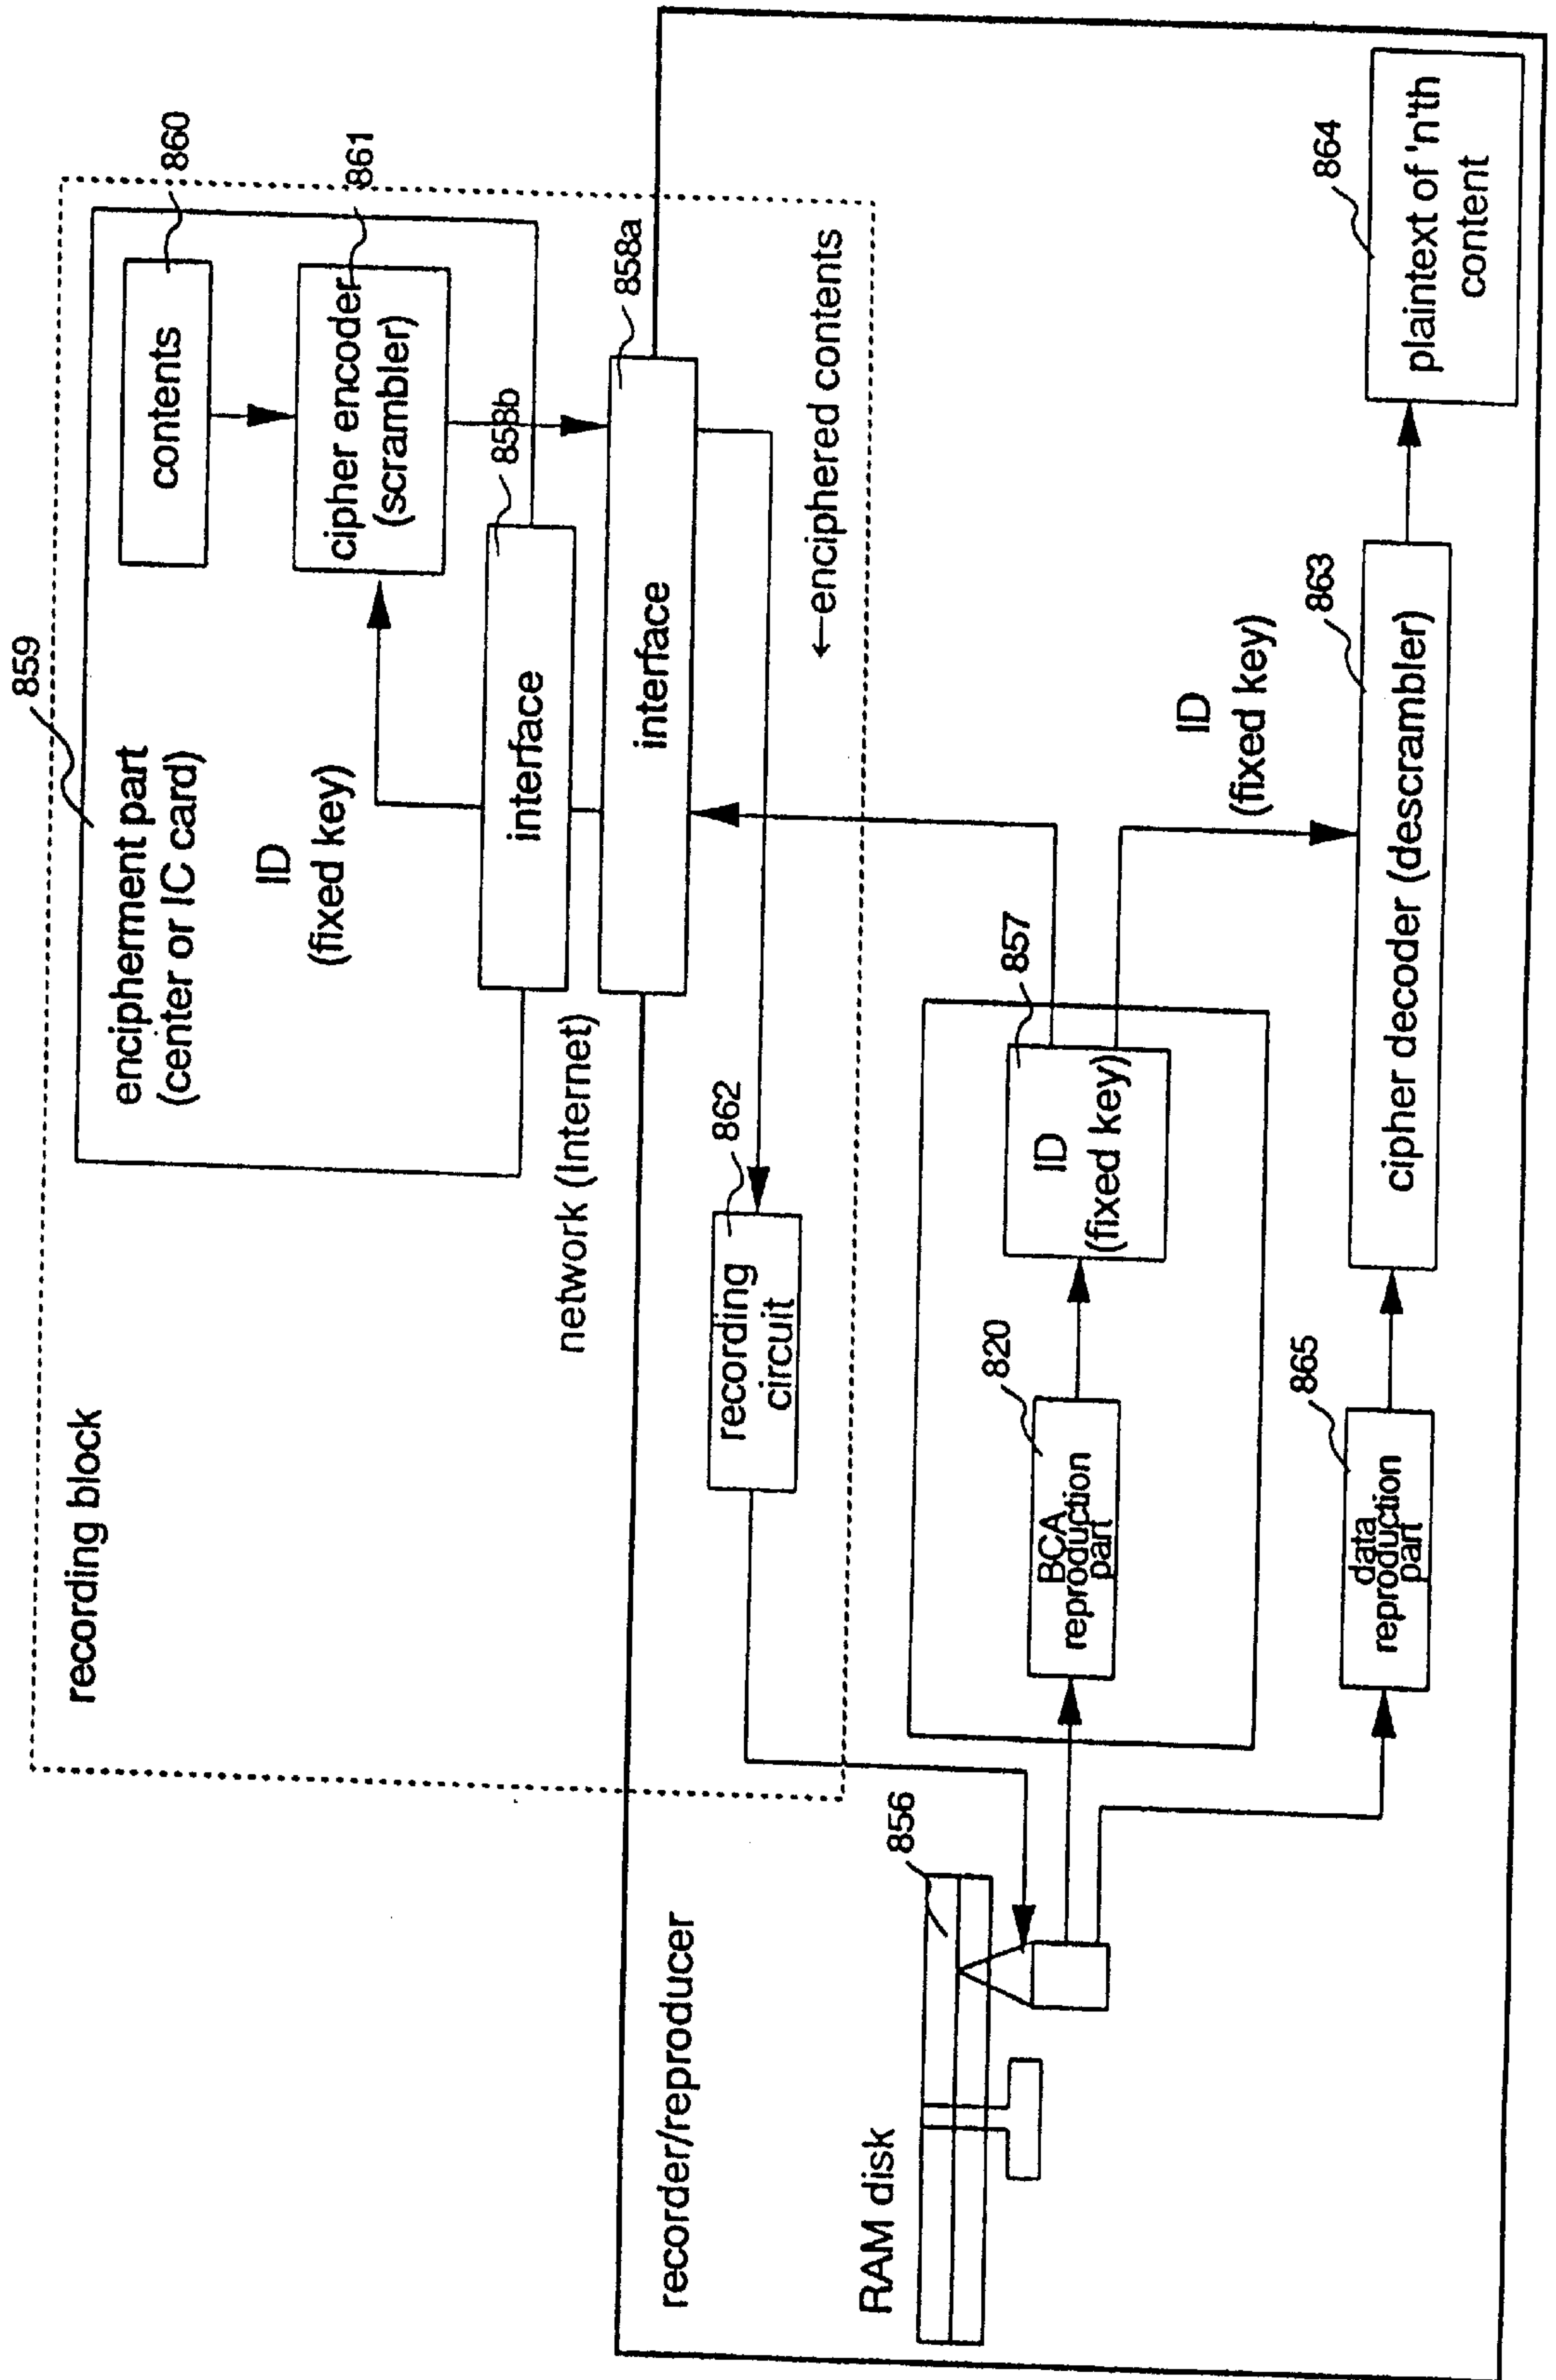 recording block
859
encipherment part
(center or IC card)
ID
(fixed key)
contents
860
cipher encoder
(scrambler)
861
interface
858b
network (Internet)
interface
858a
recording
circuit
862
←enciphered contents
recorder/reproducer
RAM disk
856
BCA
reproduction
part
820
ID
(fixed key)
857
ID
(fixed key)
data
reproduction
part
865
cipher decoder (descrambler)
863
plaintext of 'n'th
content
864